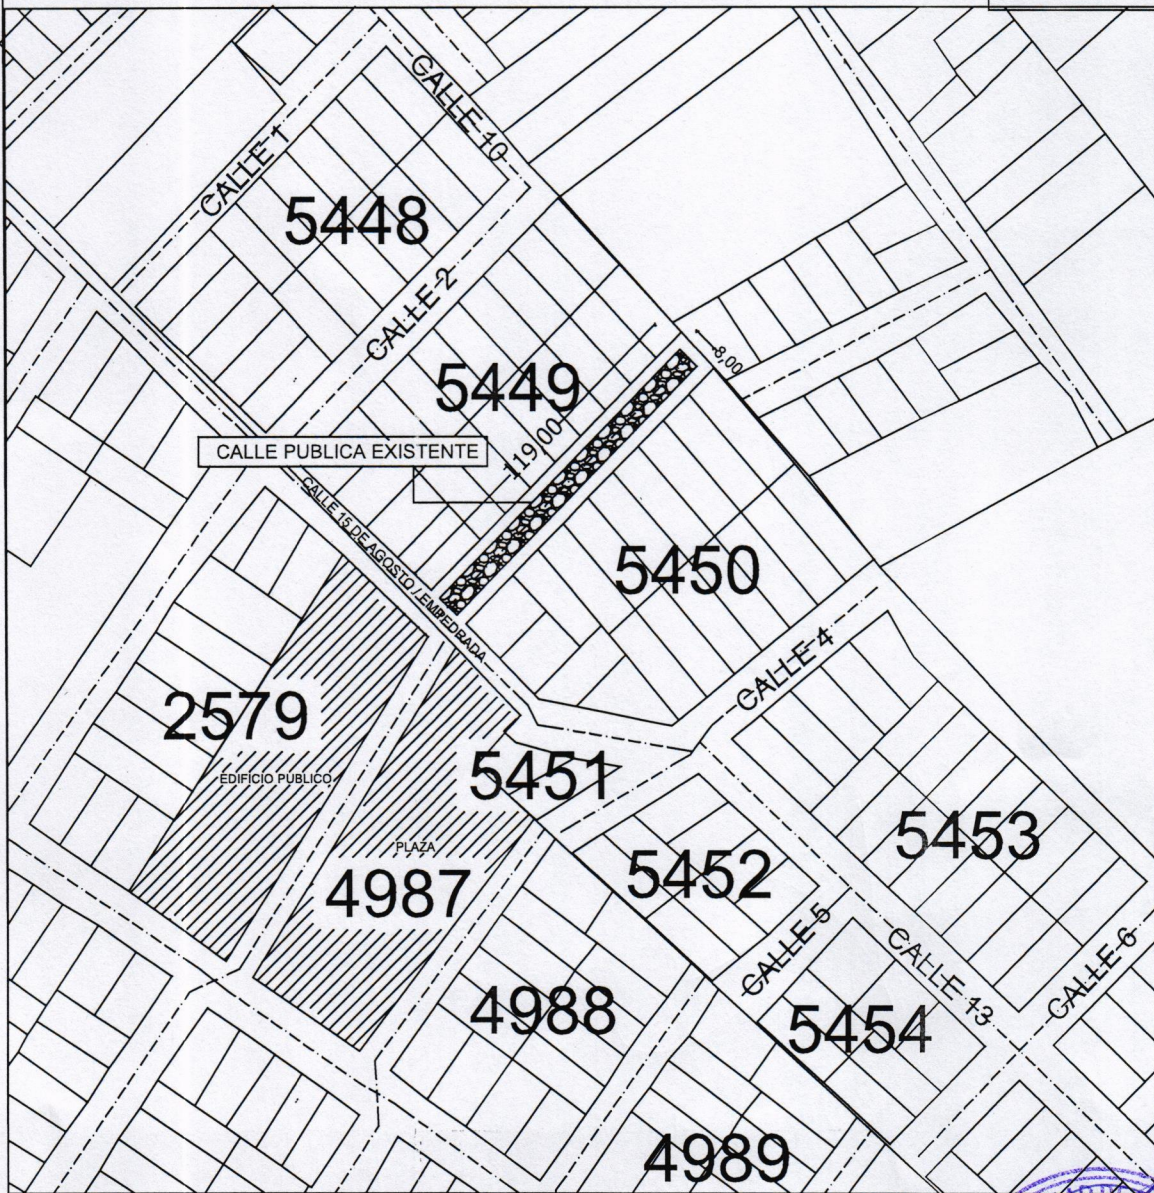 CALLE 10
CALLE 1
5448
CALLE 2
8,00
5449
119,00
CALLE PUBLICA EXISTENTE
CALLE 15 DE AGOSTO / EMPEDRADA
5450
CALLE 4
2579
EDIFICIO PUBLICO
5451
5453
PLAZA
4987
5452
CALLE 5
CALLE 13
CALLE 6
4988
5454
4989